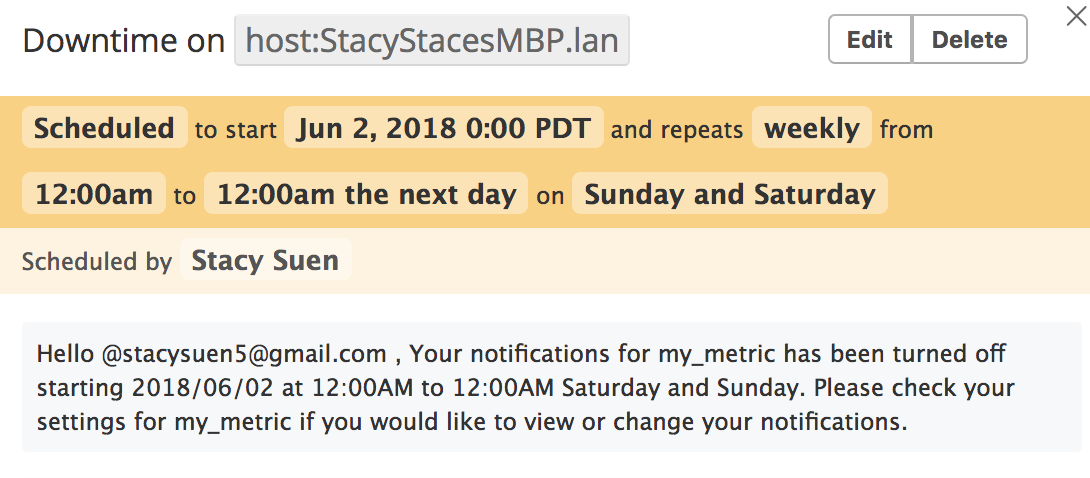 Downtime on host:StacyStacesMBP.lan Edit Delete
Scheduled to start Jun 2, 2018 0:00 PDT and repeats weekly from
12:00am to 12:00am the next day on Sunday and Saturday
Scheduled by Stacy Suen
Hello @stacysuen5@gmail.com , Your notifications for my_metric has been turned off
starting 2018/06/02 at 12:00AM to 12:00AM Saturday and Sunday. Please check your
settings for my_metric if you would like to view or change your notifications.